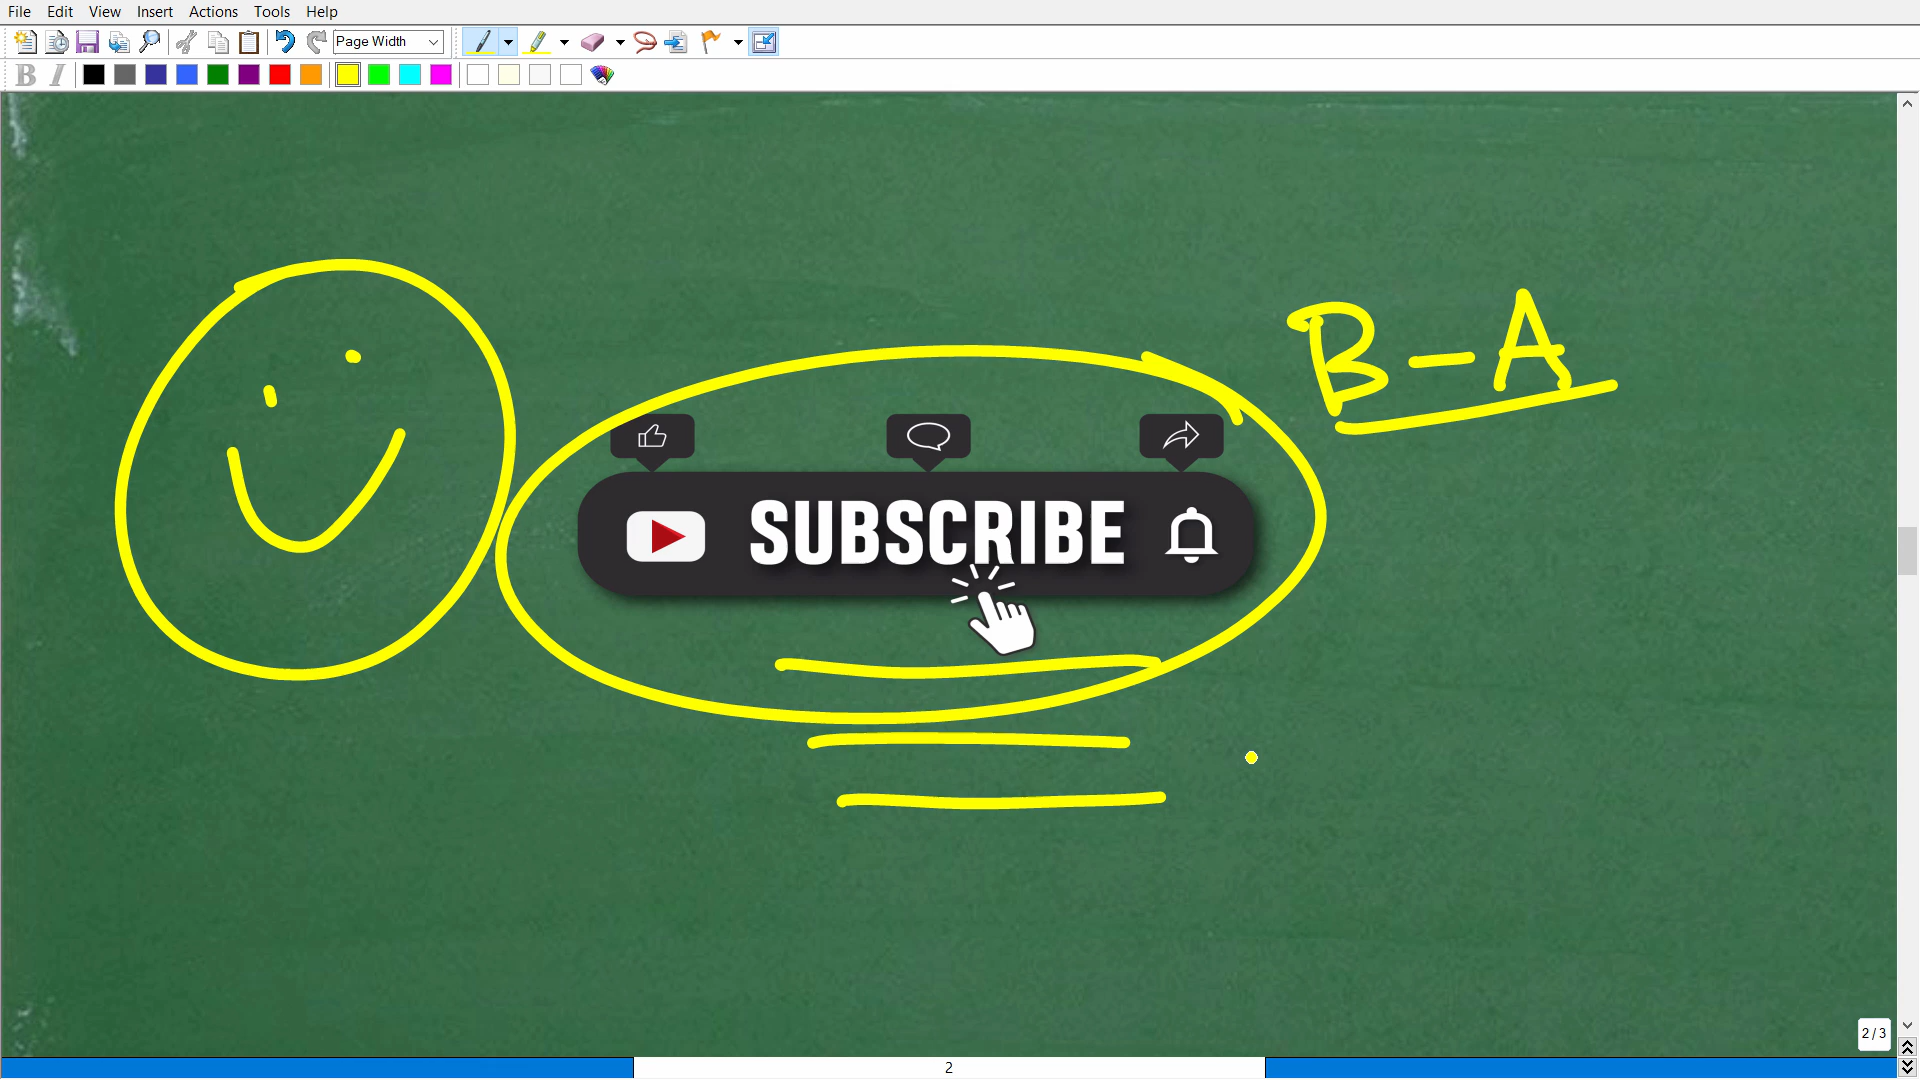 File Edit View Insert Actions Tools Help
Page Width
B I
B-A
SUBSCRIBE
2 / 3
2